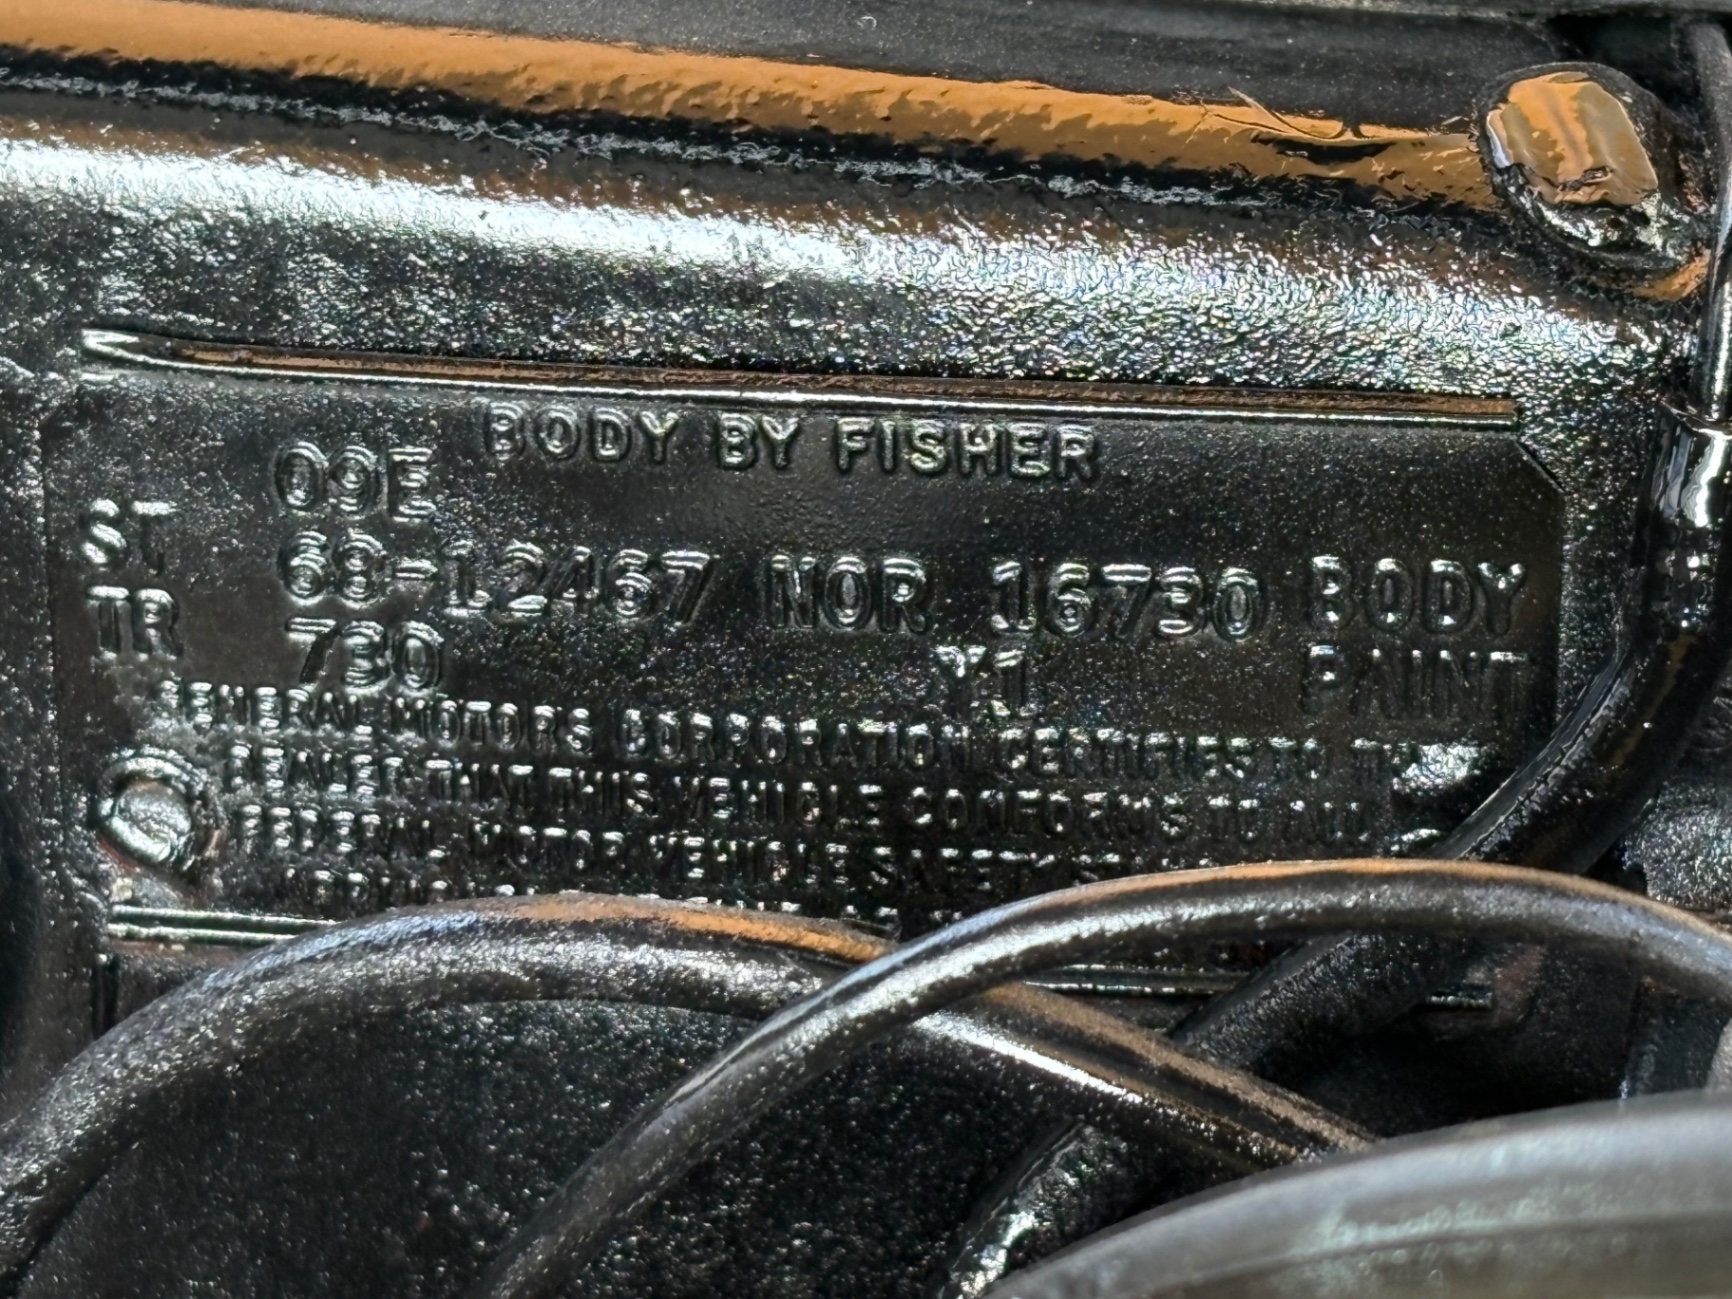 BODY BY FISHER
09E
ST 68-12467 NOR 16730 BODY
TR 730 Y1 PAINT
GENERAL MOTORS CORPORATION CERTIFIES TO THE
DEALER THAT THIS VEHICLE CONFORMS TO ALL
FEDERAL MOTOR VEHICLE SAFETY